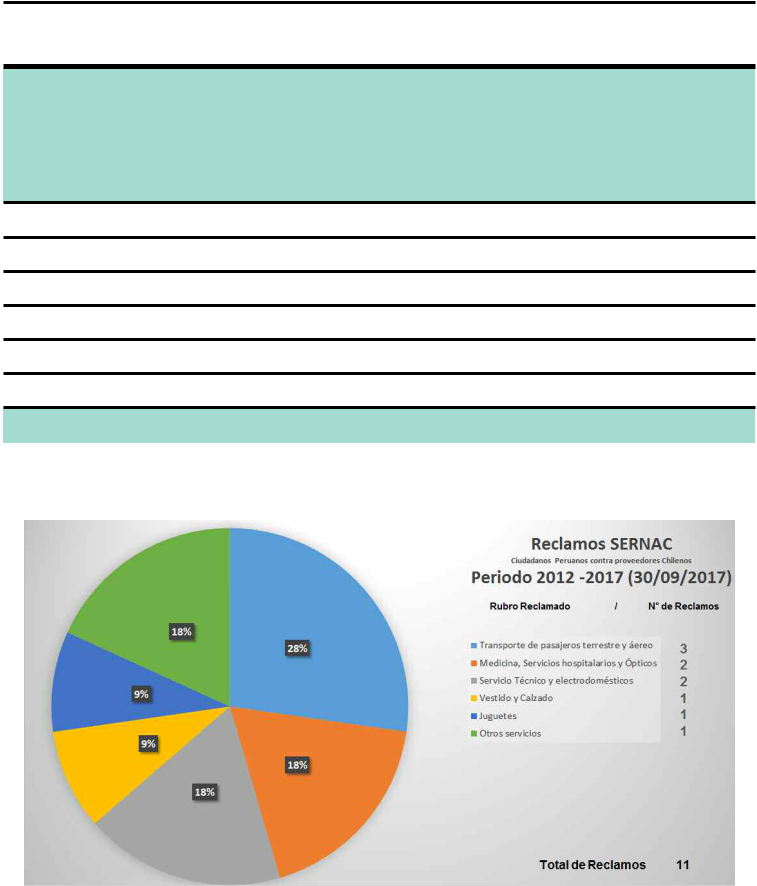 Reclamos SERNAC
Ciudadanos Peruanos contra proveedores Chilenos
Periodo 2012 -2017 (30/09/2017)
Rubro Reclamado / N° de Reclamos
Transporte de pasajeros terrestre y áereo 3
Medicina, Servicios hospitalarios y Ópticos 2
Servicio Técnico y electrodomésticos 2
Vestido y Calzado 1
Juguetes 1
Otros servicios 1
18%
28%
9%
9%
18%
18%
Total de Reclamos 11